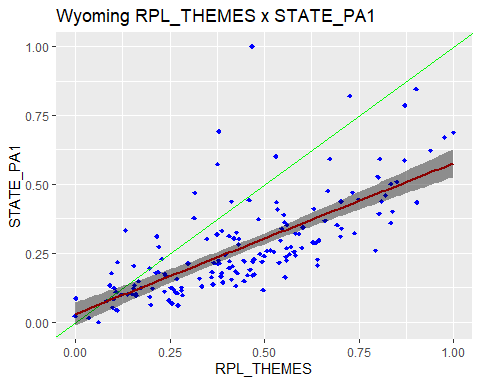 Wyoming RPL_THEMES x STATE_PA1
1.00
0.75
0.50
0.25
0.00
STATE_PA1
0.00 0.25 0.50 0.75 1.00
RPL_THEMES